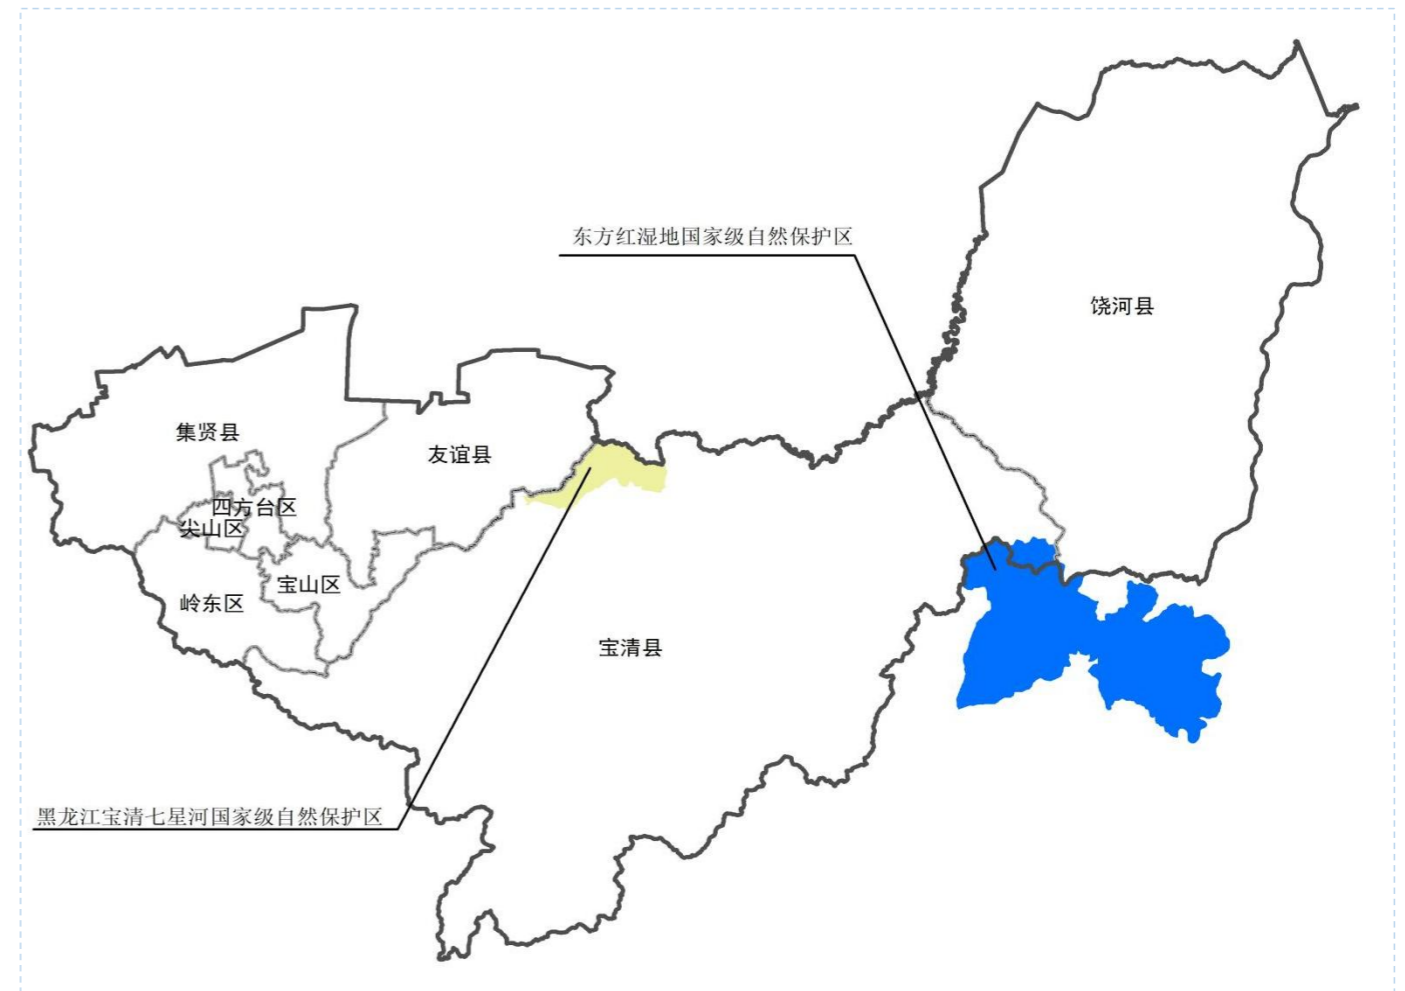 东方红湿地国家级自然保护区
饶河县
集贤县
友谊县
四方台区
尖山区
宝山区
岭东区
宝清县
黑龙江宝清七星河国家级自然保护区